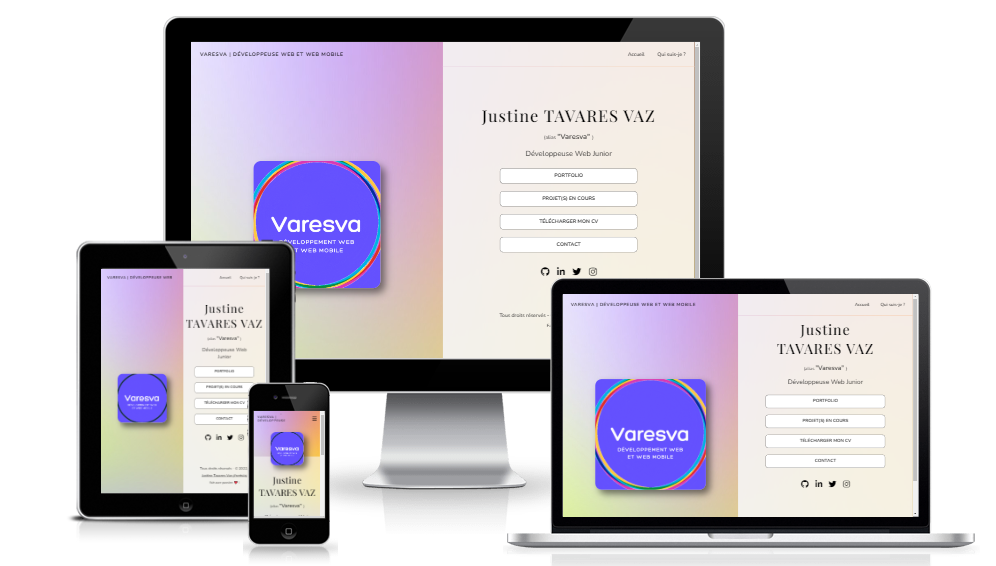 VARESVA | DÉVELOPPEUSE WEB ET WEB MOBILE
Accueil Qui suis-je ?
Justine TAVARES VAZ
(alias "Varesva" )
Développeuse Web Junior
PORTFOLIO
PROJET(S) EN COURS
TÉLÉCHARGER MON CV
CONTACT
Tous droits réservés -
Varesva
DÉVELOPPEMENT WEB
ET WEB MOBILE
VARESVA | DÉVELOPPEUSE WEB
Accueil Qui suis-je ?
Justine
TAVARES VAZ
(alias "Varesva" )
Développeuse Web
Junior
PORTFOLIO
PROJET(S) EN COURS
TÉLÉCHARGER MON CV
CONTACT
Tous droits réservés -
Varesva
VARESVA |
Varesva
Justine
TAVARES VAZ
(alias "Varesva" )
VARESVA | DÉVELOPPEUSE WEB ET WEB MOBILE
Accueil Qui suis-je ?
Justine
TAVARES VAZ
(alias "Varesva" )
Développeuse Web Junior
PORTFOLIO
PROJET(S) EN COURS
TÉLÉCHARGER MON CV
CONTACT
Varesva
DÉVELOPPEMENT WEB
ET WEB MOBILE